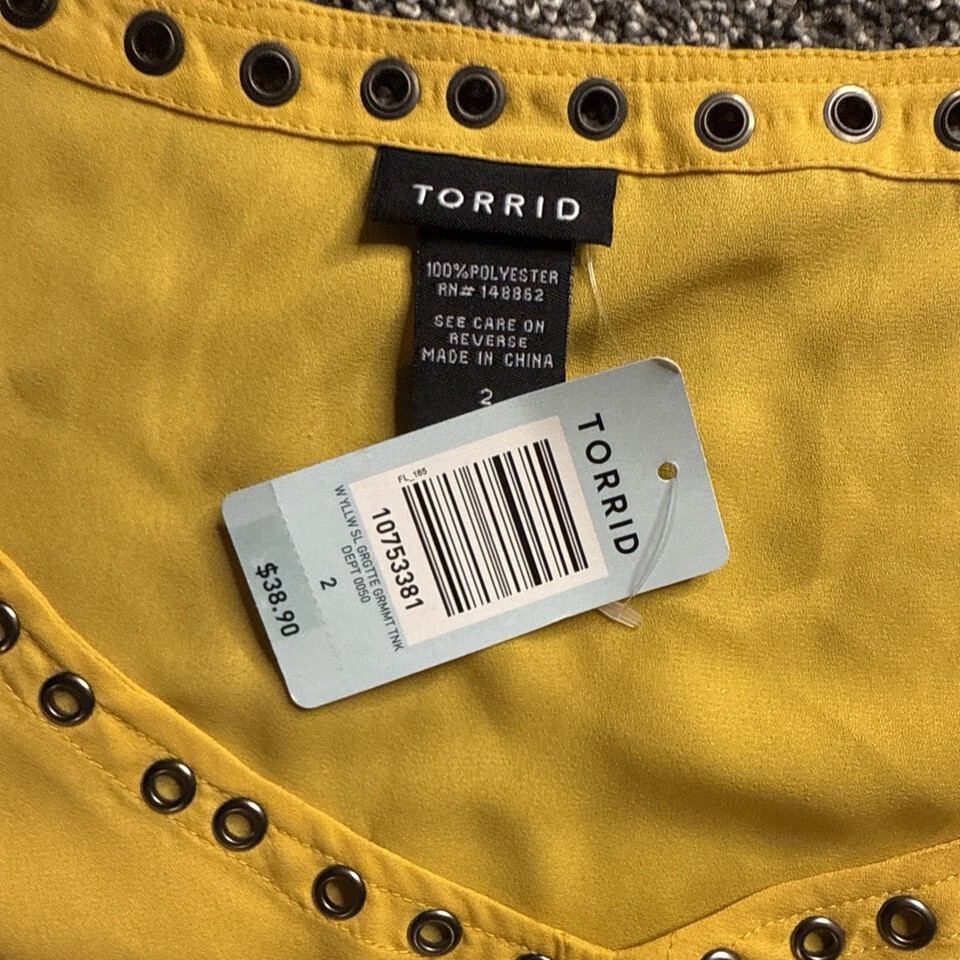 TORRID
100%POLYESTER
RN# 148862
SEE CARE ON
REVERSE
MADE IN CHINA
2
TORRID
FL_185
10753381
W YLLW SL GRGTTE GRMMT TNK
DEPT 0050
2
$38.90